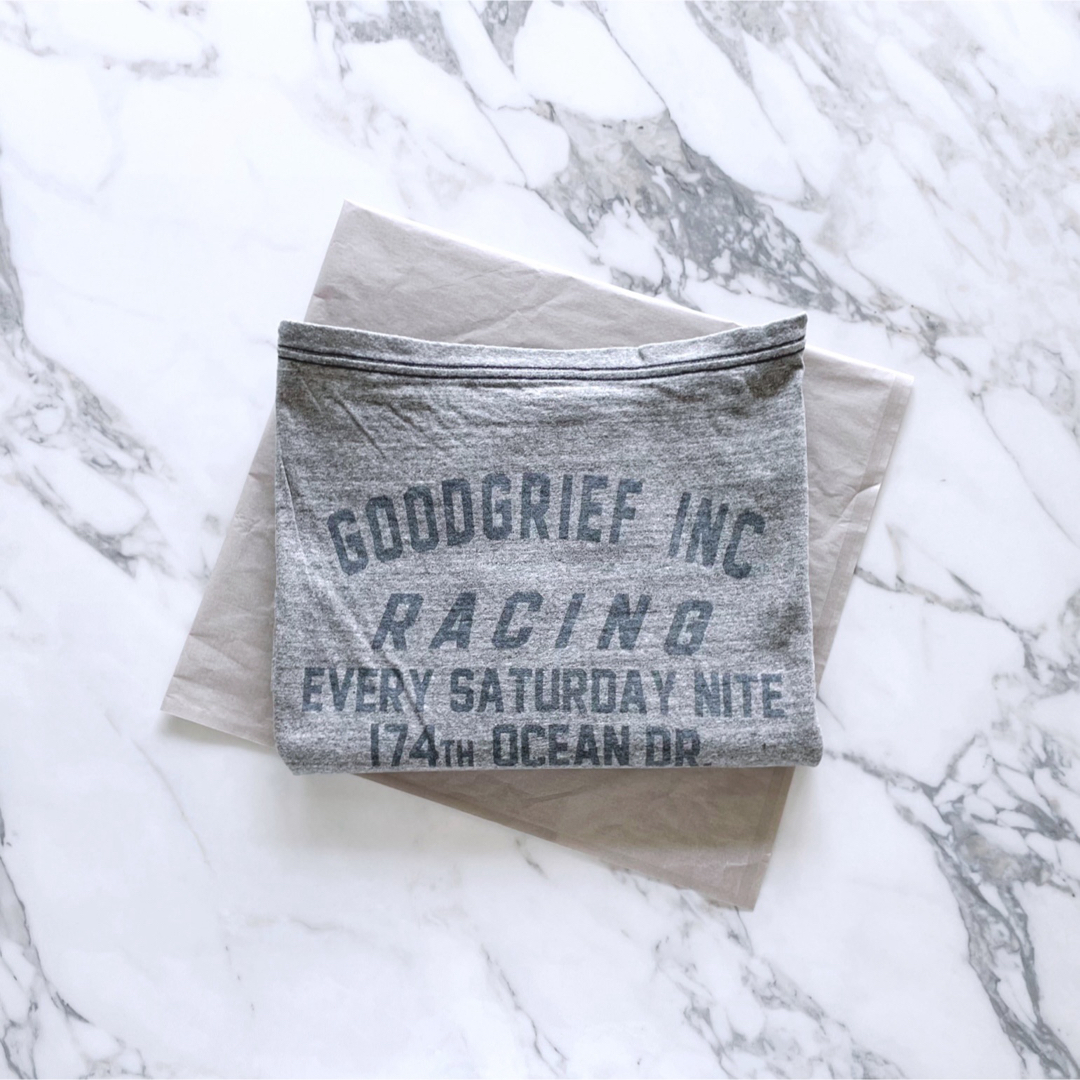 GOODGRIEF INC
RACING
EVERY SATURDAY NITE
174TH OCEAN DR.